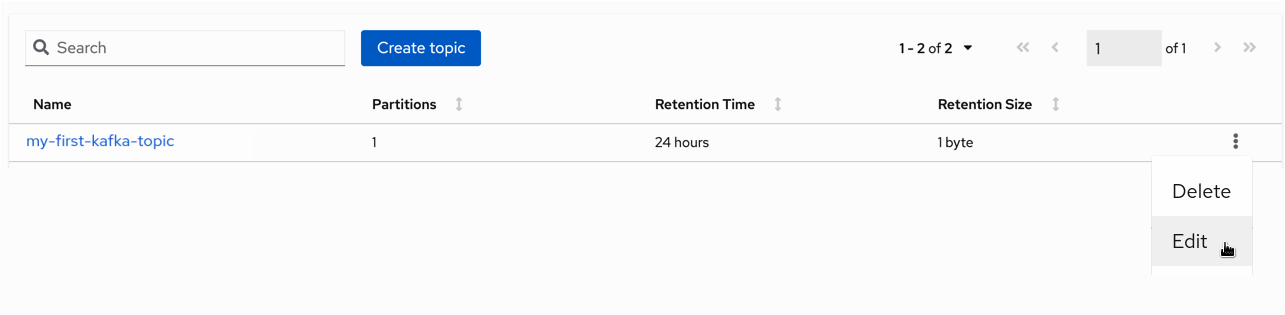 Search Create topic 1 - 2 of 2 1 of 1
Name Partitions Retention Time Retention Size
my-first-kafka-topic 1 24 hours 1 byte
Delete
Edit